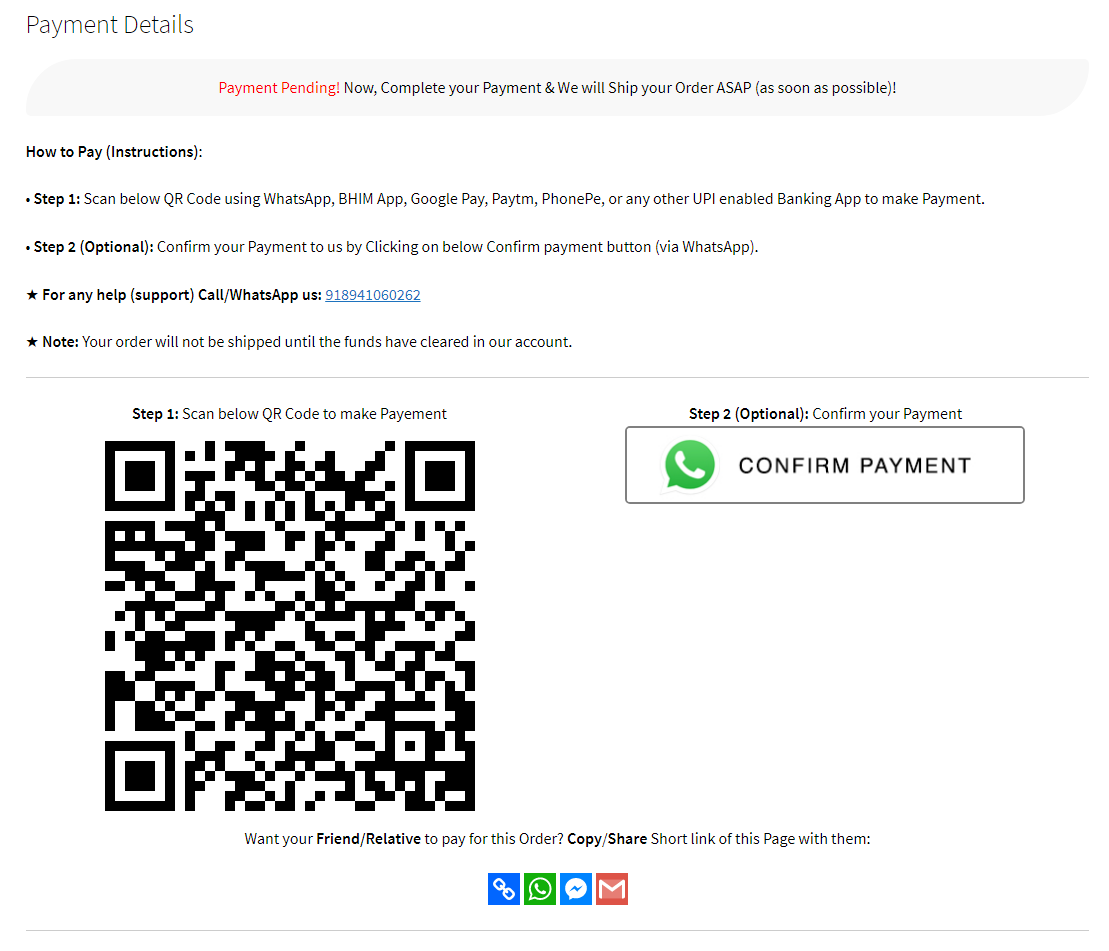 Payment Details
Payment Pending! Now, Complete your Payment & We will Ship your Order ASAP (as soon as possible)!
How to Pay (Instructions):
• Step 1: Scan below QR Code using WhatsApp, BHIM App, Google Pay, Paytm, PhonePe, or any other UPI enabled Banking App to make Payment.
• Step 2 (Optional): Confirm your Payment to us by Clicking on below Confirm payment button (via WhatsApp).
★ For any help (support) Call/WhatsApp us: 918941060262
★ Note: Your order will not be shipped until the funds have cleared in our account.
Step 1: Scan below QR Code to make Payement
Step 2 (Optional): Confirm your Payment
CONFIRM PAYMENT
Want your Friend/Relative to pay for this Order? Copy/Share Short link of this Page with them: